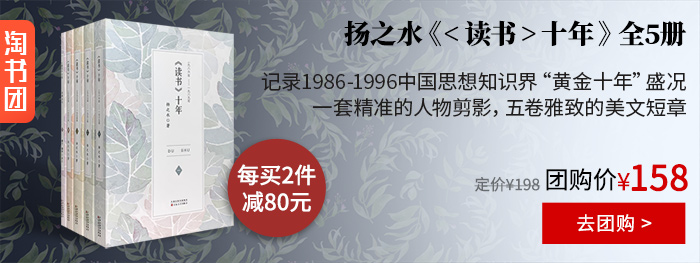 淘书团
扬之水《<读书>十年》全5册
记录1986-1996中国思想知识界“黄金十年”盛况
一套精准的人物剪影，五卷雅致的美文短章
《读书》十年
扬之水 著
每买2件
减80元
定价¥198 团购价¥158
去团购 >